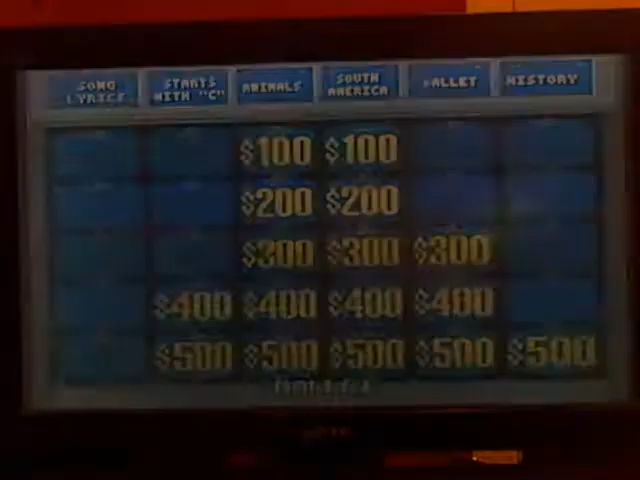 SONG LYRICS
STARTS WITH "C"
ANIMALS
SOUTH AMERICA
BALLET
HISTORY
$100 $100
$200 $200
$300 $300 $300
$400 $400 $400 $400
$500 $500 $500 $500 $500